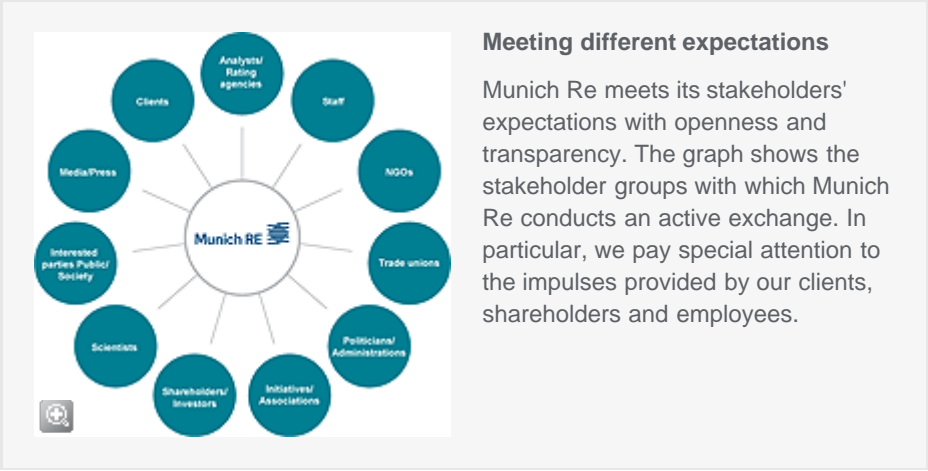 Meeting different expectations
Munich Re meets its stakeholders'
expectations with openness and
transparency. The graph shows the
stakeholder groups with which Munich
Re conducts an active exchange. In
particular, we pay special attention to
the impulses provided by our clients,
shareholders and employees.
Analysts/
Rating
agencies
Staff
NGOs
Trade unions
Politicians/
Administrations
Initiatives/
Associations
Shareholders/
Investors
Scientists
Interested
parties Public/
Society
Media/Press
Clients
Munich RE